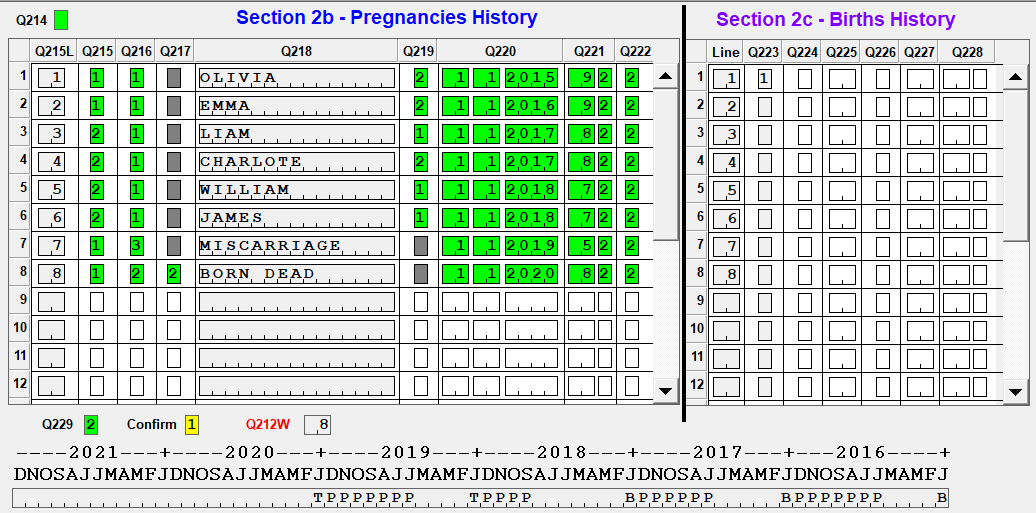 Q214
Section 2b - Pregnancies History
Q215L Q215 Q216 Q217 Q218 Q219 Q220 Q221 Q222
1 1 1 1 OLIVIA 2 1 1 2015 9 2 2
2 2 1 1 EMMA 2 1 1 2016 9 2 2
3 3 2 1 LIAM 1 1 1 2017 8 2 2
4 4 2 1 CHARLOTE 2 1 1 2017 8 2 2
5 5 2 1 WILLIAM 1 1 1 2018 7 2 2
6 6 2 1 JAMES 1 1 1 2018 7 2 2
7 7 1 3 MISCARRIAGE 1 1 2019 5 2 2
8 8 1 2 2 BORN DEAD 1 1 2020 8 2 2
9
10
11
12
Section 2c - Births History
Line Q223 Q224 Q225 Q226 Q227 Q228
1 1 1
2 2
3 3
4 4
5 5
6 6
7 7
8 8
9
10
11
12
Q229 2 Confirm 1 Q212W 8
----2021---+----2020---+----2019---+----2018---+----2017---+----2016---+
DNOSAJJMAMFJDNOSAJJMAMFJDNOSAJJMAMFJDNOSAJJMAMFJDNOSAJJMAMFJDNOSAJJMAMFJ
TPPPPPPP TPPPP BPPPPPP BPPPPPPP B